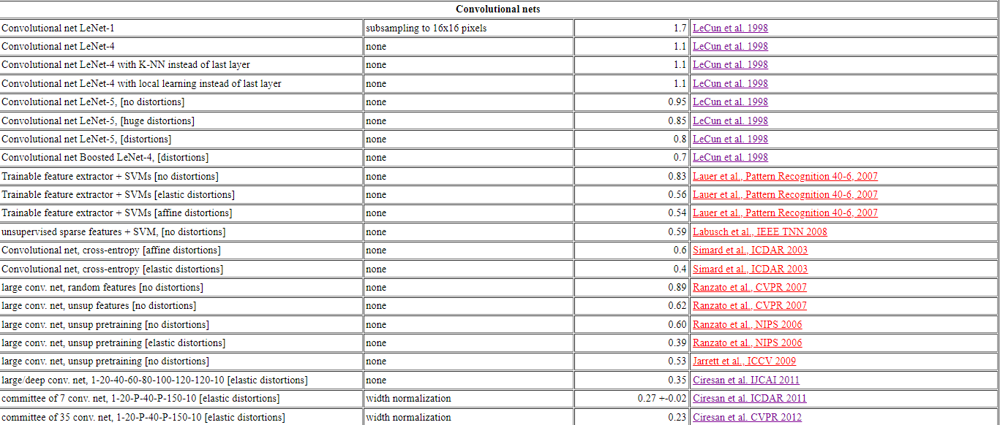 Convolutional nets
Convolutional net LeNet-1 subsampling to 16x16 pixels 1.7 LeCun et al. 1998
Convolutional net LeNet-4 none 1.1 LeCun et al. 1998
Convolutional net LeNet-4 with K-NN instead of last layer none 1.1 LeCun et al. 1998
Convolutional net LeNet-4 with local learning instead of last layer none 1.1 LeCun et al. 1998
Convolutional net LeNet-5, [no distortions] none 0.95 LeCun et al. 1998
Convolutional net LeNet-5, [huge distortions] none 0.85 LeCun et al. 1998
Convolutional net LeNet-5, [distortions] none 0.8 LeCun et al. 1998
Convolutional net Boosted LeNet-4, [distortions] none 0.7 LeCun et al. 1998
Trainable feature extractor + SVMs [no distortions] none 0.83 Lauer et al., Pattern Recognition 40-6, 2007
Trainable feature extractor + SVMs [elastic distortions] none 0.56 Lauer et al., Pattern Recognition 40-6, 2007
Trainable feature extractor + SVMs [affine distortions] none 0.54 Lauer et al., Pattern Recognition 40-6, 2007
unsupervised sparse features + SVM, [no distortions] none 0.59 Labusch et al., IEEE TNN 2008
Convolutional net, cross-entropy [affine distortions] none 0.6 Simard et al., ICDAR 2003
Convolutional net, cross-entropy [elastic distortions] none 0.4 Simard et al., ICDAR 2003
large conv. net, random features [no distortions] none 0.89 Ranzato et al., CVPR 2007
large conv. net, unsup features [no distortions] none 0.62 Ranzato et al., CVPR 2007
large conv. net, unsup pretraining [no distortions] none 0.60 Ranzato et al., NIPS 2006
large conv. net, unsup pretraining [elastic distortions] none 0.39 Ranzato et al., NIPS 2006
large conv. net, unsup pretraining [no distortions] none 0.53 Jarrett et al., ICCV 2009
large/deep conv. net, 1-20-40-60-80-100-120-120-10 [elastic distortions] none 0.35 Ciresan et al. IJCAI 2011
committee of 7 conv. net, 1-20-P-40-P-150-10 [elastic distortions] width normalization 0.27 +-0.02 Ciresan et al. ICDAR 2011
committee of 35 conv. net, 1-20-P-40-P-150-10 [elastic distortions] width normalization 0.23 Ciresan et al. CVPR 2012